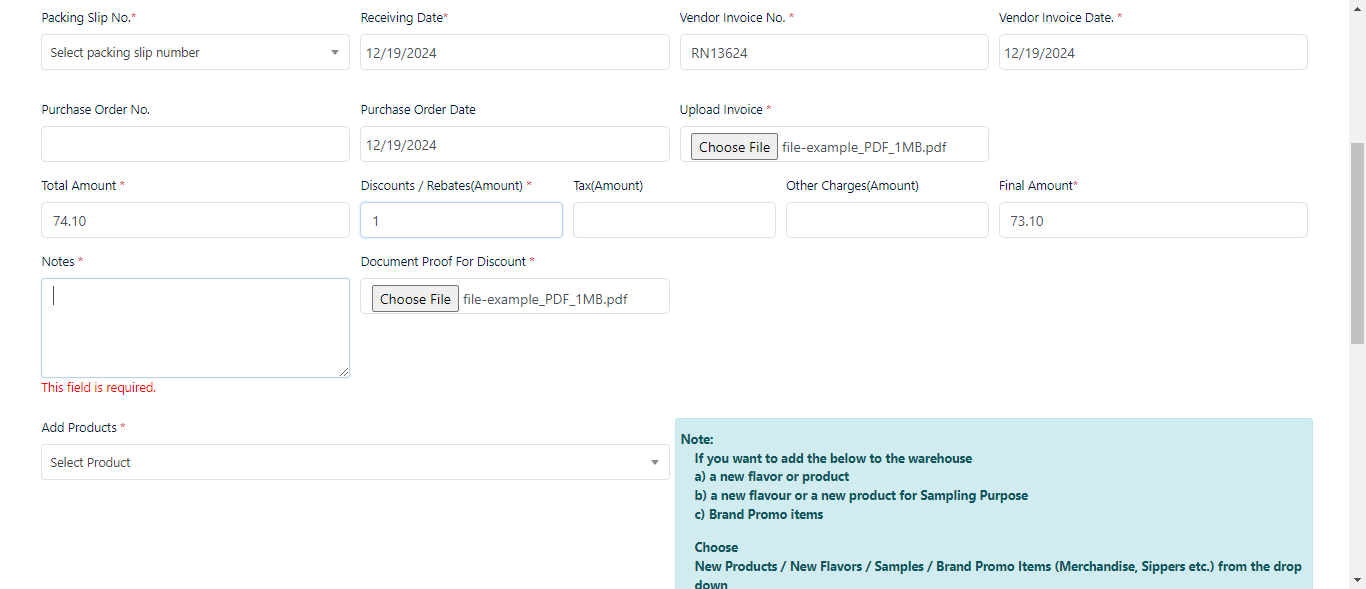 Packing Slip No.* Receiving Date* Vendor Invoice No. * Vendor Invoice Date. *
Select packing slip number 12/19/2024 RN13624 12/19/2024
Purchase Order No. Purchase Order Date Upload Invoice *
12/19/2024 Choose File file-example_PDF_1MB.pdf
Total Amount * Discounts / Rebates(Amount) * Tax(Amount) Other Charges(Amount) Final Amount*
74.10 1 73.10
Notes * Document Proof For Discount *
Choose File file-example_PDF_1MB.pdf
This field is required.
Add Products *
Select Product
Note:
If you want to add the below to the warehouse
a) a new flavor or product
b) a new flavour or a new product for Sampling Purpose
c) Brand Promo items
Choose
New Products / New Flavors / Samples / Brand Promo Items (Merchandise, Sippers etc.) from the drop
down